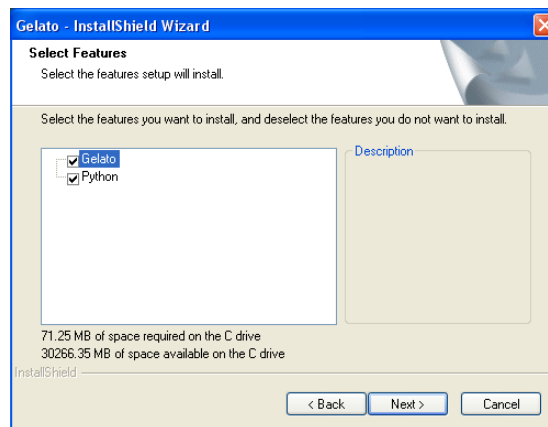 Gelato - InstallShield Wizard
Select Features
Select the features setup will install.
Select the features you want to install, and deselect the features you do not want to install.
Gelato
Python
Description
71.25 MB of space required on the C drive
30266.35 MB of space available on the C drive
InstallShield
< Back
Next >
Cancel